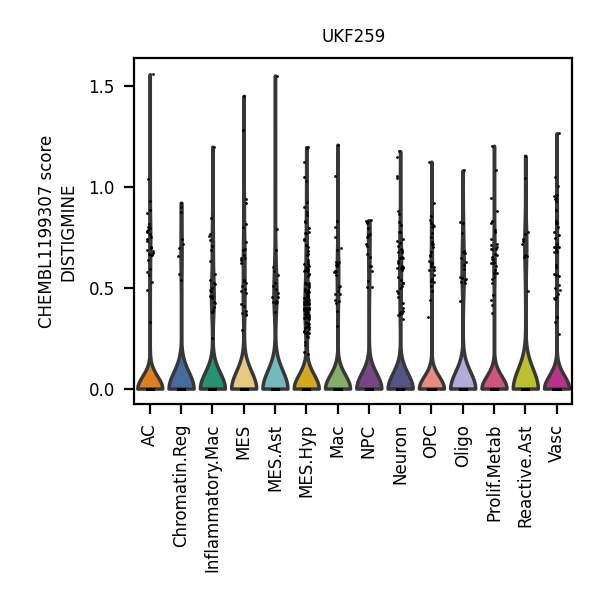 UKF259
CHEMBL1199307 score
DISTIGMINE
1.5
1.0
0.5
0.0
AC
Chromatin.Reg
Inflammatory.Mac
MES
MES.Ast
MES.Hyp
Mac
NPC
Neuron
OPC
Oligo
Prolif.Metab
Reactive.Ast
Vasc